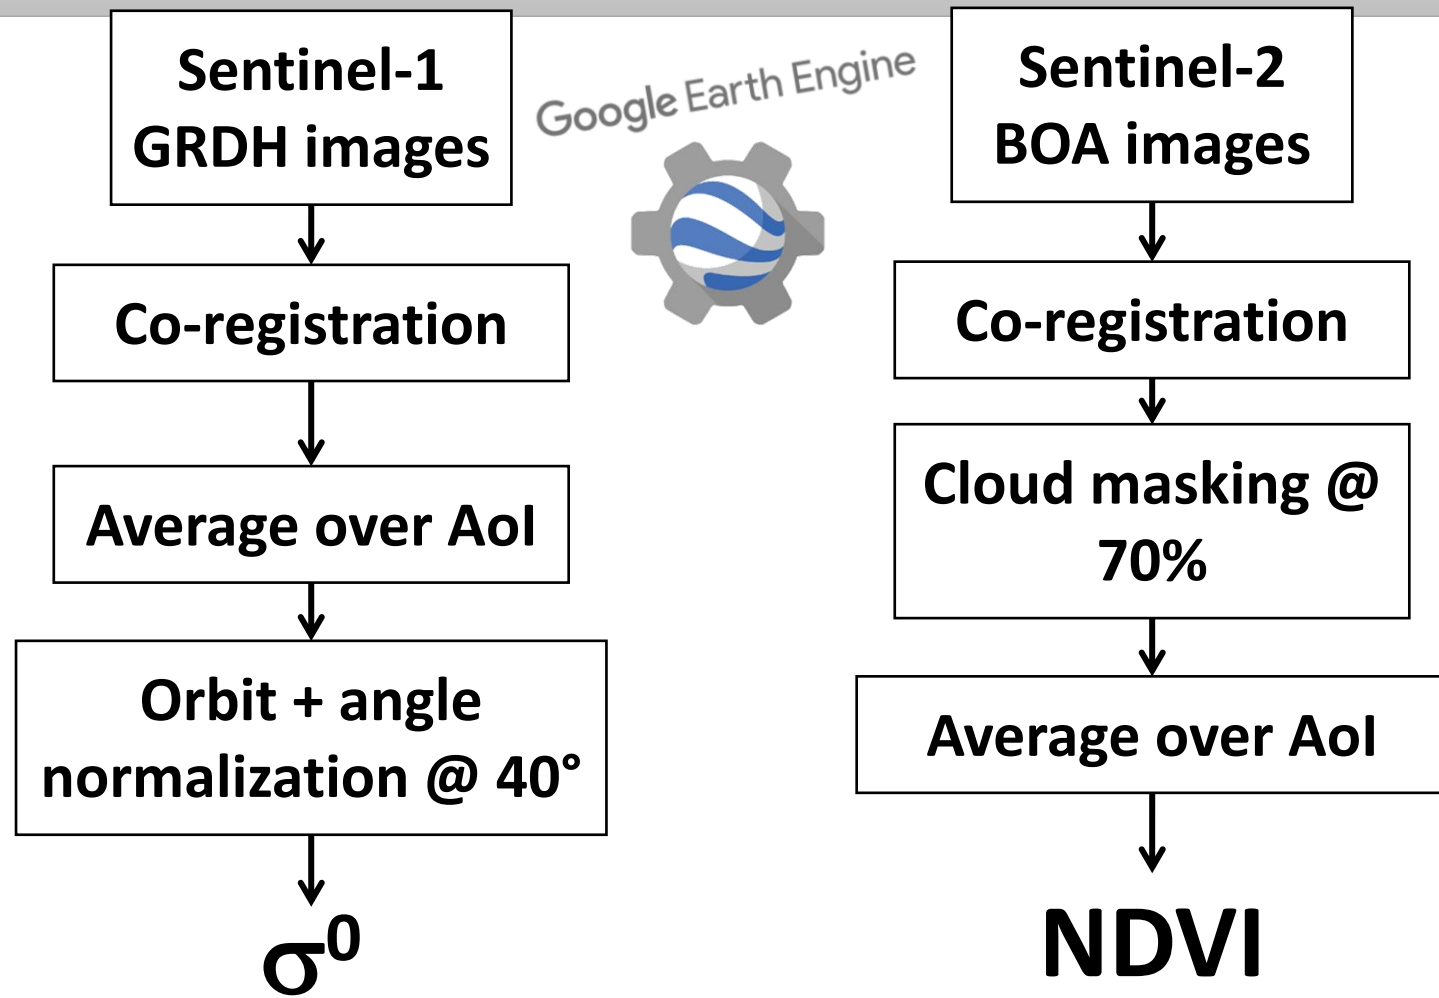 Sentinel-1
GRDH images
Co-registration
Average over AoI
Orbit + angle
normalization @ 40°
σ⁰
Google Earth Engine
Sentinel-2
BOA images
Co-registration
Cloud masking @
70%
Average over AoI
NDVI